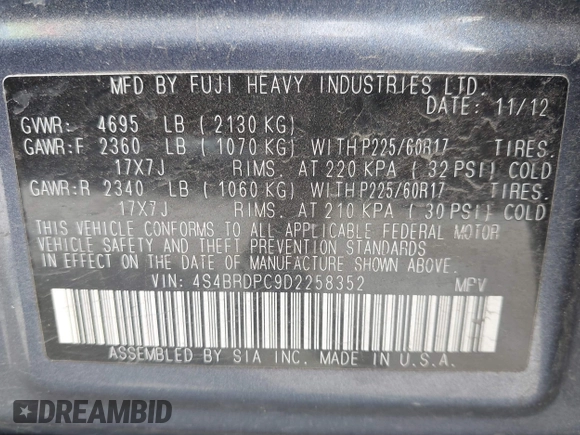 MFD BY FUJI HEAVY INDUSTRIES LTD.
DATE: 11/12
GVWR: 4695 LB (2130 KG)
GAWR:F 2360 LB (1070 KG) WITH P225/60R17 TIRES.
17X7J RIMS. AT 220 KPA (32 PSI) COLD
GAWR:R 2340 LB (1060 KG) WITH P225/60R17 TIRES.
17X7J RIMS. AT 210 KPA (30 PSI) COLD
THIS VEHICLE CONFORMS TO ALL APPLICABLE FEDERAL MOTOR
VEHICLE SAFETY AND THEFT PREVENTION STANDARDS
IN EFFECT ON THE DATE OF MANUFACTURE SHOWN ABOVE.
VIN: 4S4BRDPC9D2258352 MPV
ASSEMBLED BY SIA INC. MADE IN U.S.A.
DREAMBID